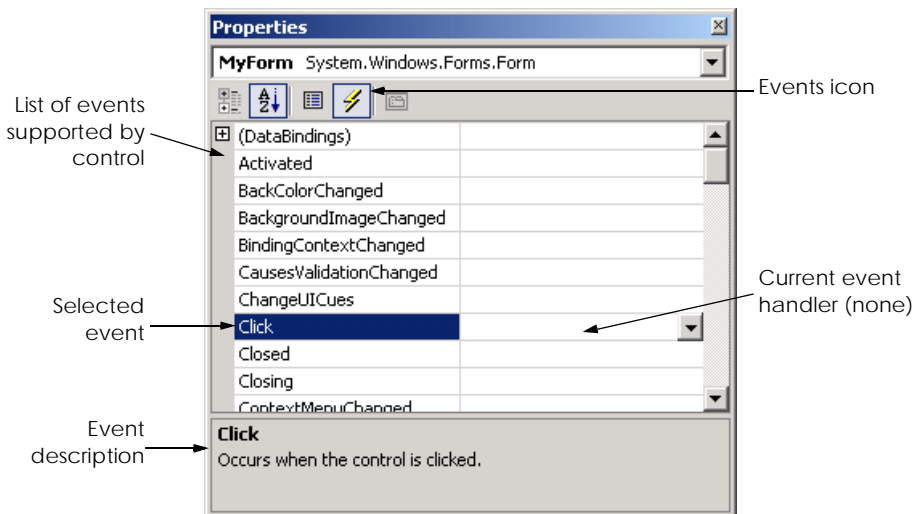 Properties
MyForm System.Windows.Forms.Form
Events icon
List of events
supported by
control
(DataBindings)
Activated
BackColorChanged
BackgroundImageChanged
BindingContextChanged
CausesValidationChanged
ChangeUICues
Selected
event
Click
Current event
handler (none)
Closed
Closing
ContextMenuChanged
Event
description
Click
Occurs when the control is clicked.